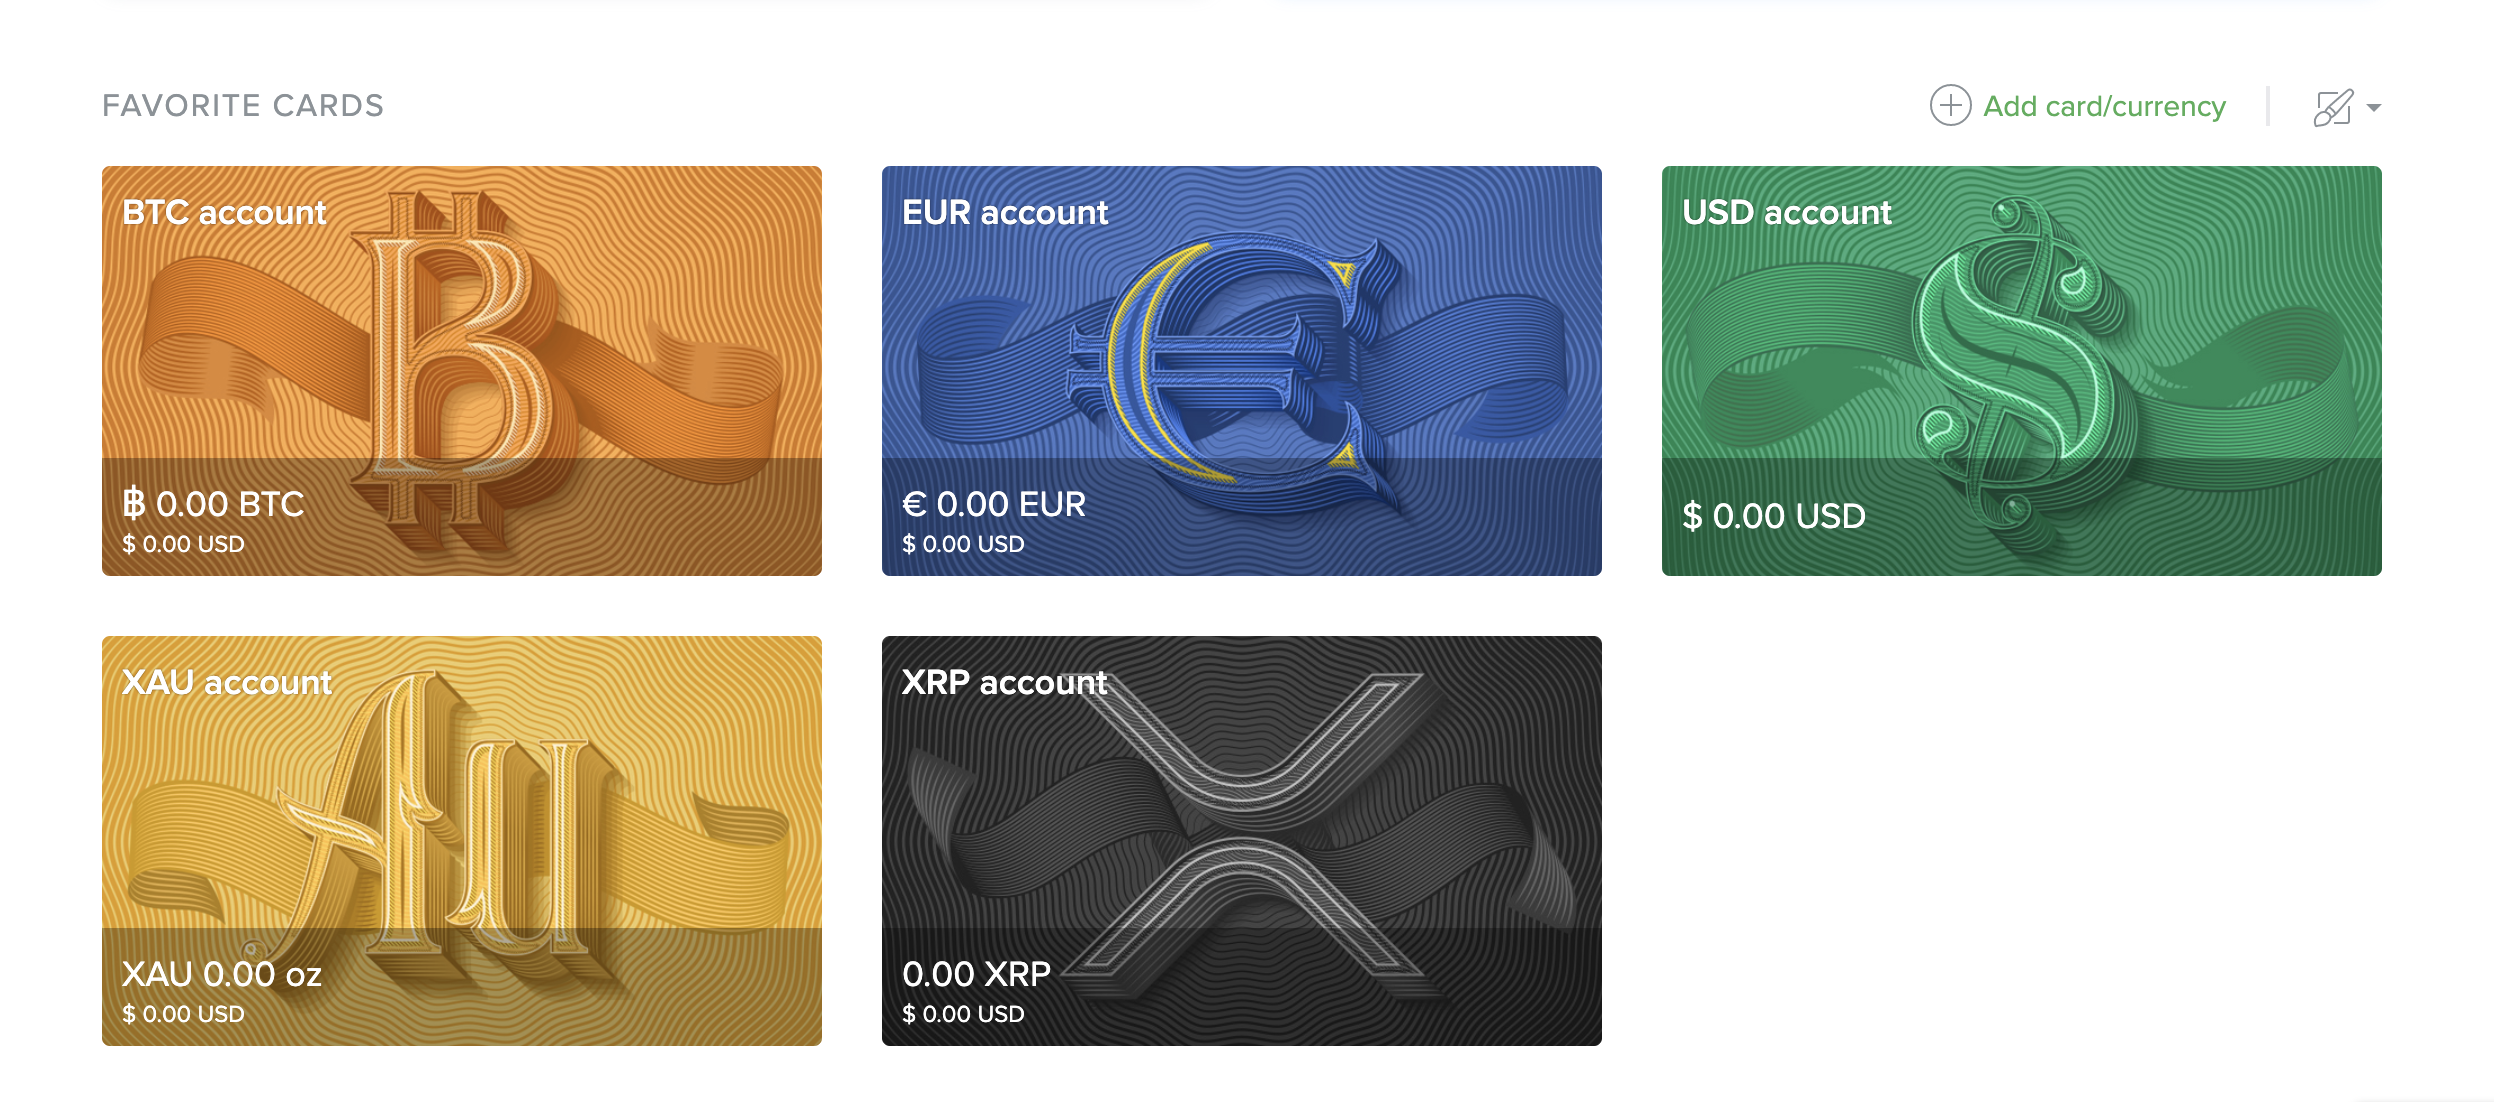 FAVORITE CARDS
Add card/currency
BTC account
฿ 0.00 BTC
$ 0.00 USD
EUR account
€ 0.00 EUR
$ 0.00 USD
USD account
$ 0.00 USD
XAU account
Au
XAU 0.00 oz
$ 0.00 USD
XRP account
0.00 XRP
$ 0.00 USD